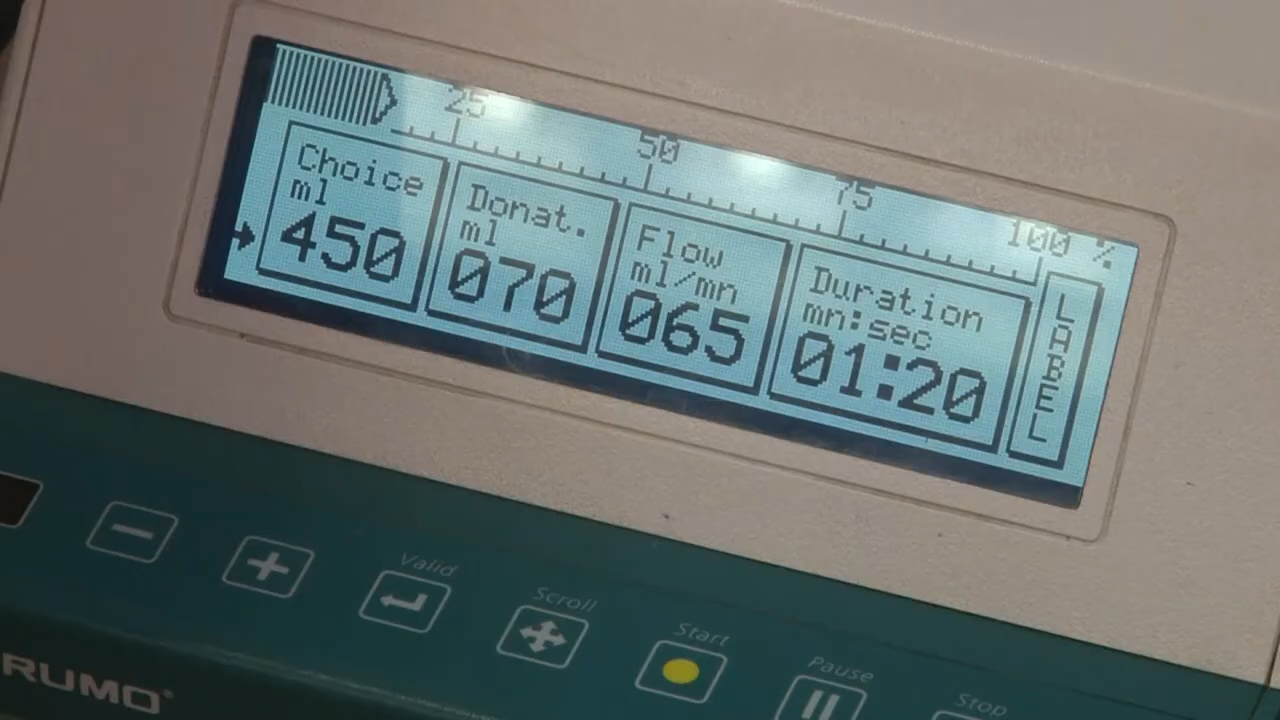 25 50 75 100 %
Choice
ml
450
Donat.
ml
070
Flow
ml/mn
065
Duration
mn:sec
01:20
LABEL
Valid
Scroll
Start
Pause
Stop
RUMO